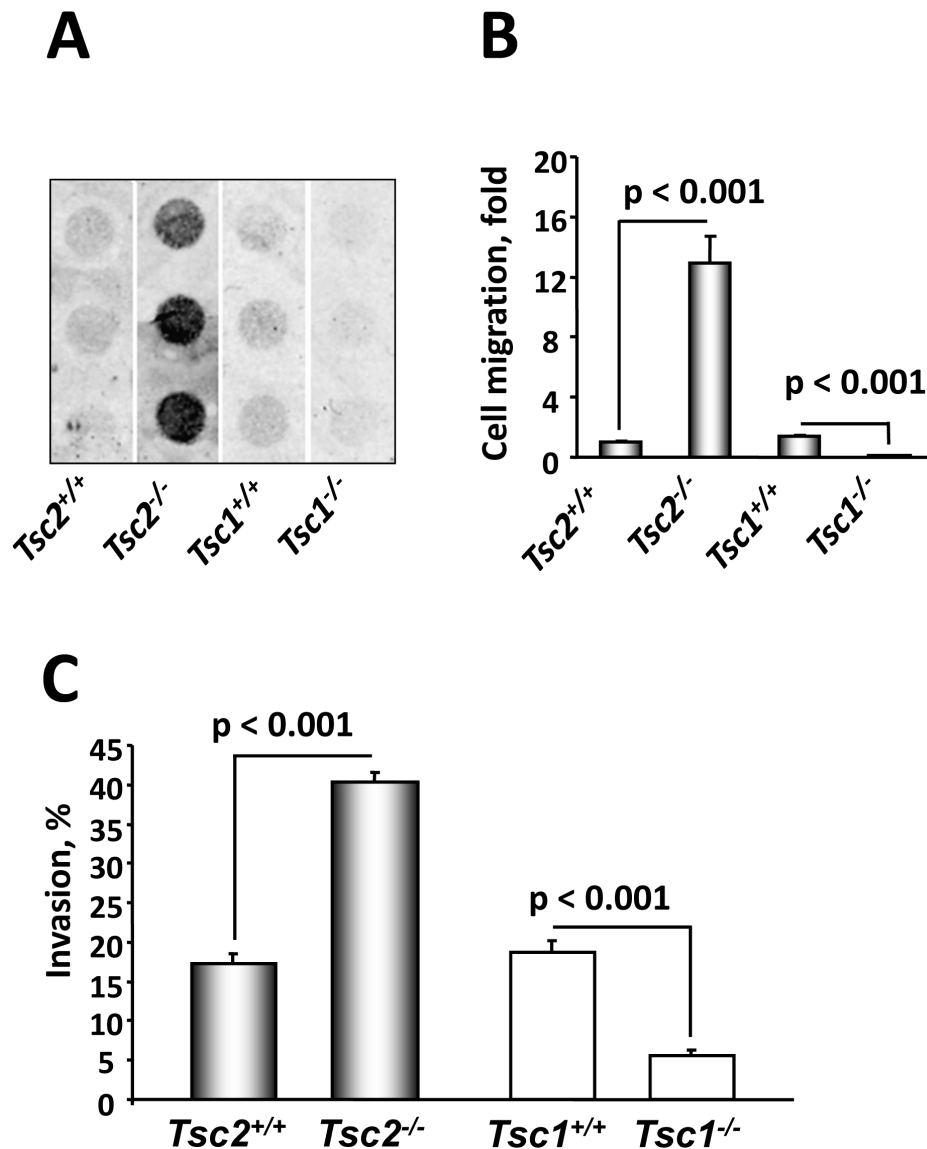 A
Tsc2+/+
Tsc2-/-
Tsc1+/+
Tsc1-/-
B
Cell migration, fold
20
16
12
8
4
0
p < 0.001
p < 0.001
Tsc2+/+
Tsc2-/-
Tsc1+/+
Tsc1-/-
C
Invasion, %
45
40
35
30
25
20
15
10
5
0
p < 0.001
p < 0.001
Tsc2+/+
Tsc2-/-
Tsc1+/+
Tsc1-/-